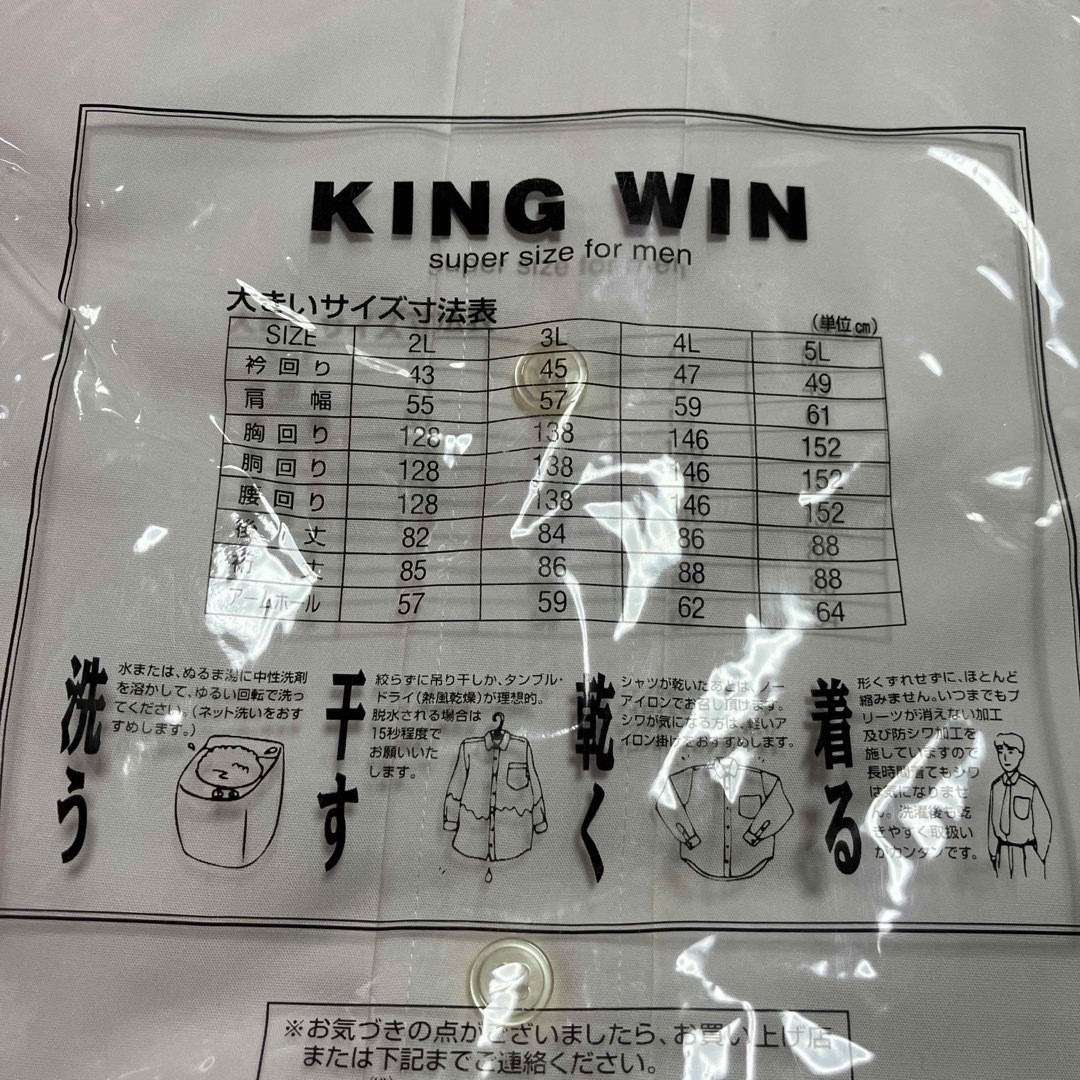 KING WIN
super size for men
大きいサイズ寸法表
(単位㎝)
SIZE 2L 3L 4L 5L
衿回り 43 45 47 49
肩幅 55 57 59 61
胸回り 128 138 146 152
胴回り 128 138 146 152
腰回り 128 138 146 152
後丈 82 84 86 88
裄丈 85 86 88 88
アームホール 57 59 62 64
洗う
水または、ぬるま湯に中性洗剤
を溶かして、ゆるい回転で洗っ
てください。(ネット洗いをおす
すめします。)
干す
絞らずに吊り干しか、タンブル・
ドライ(熱風乾燥)が理想的。
脱水される場合は
15秒程度で
お願いいた
します。
乾く
シャツが乾いたあとは、ノー
アイロンでお召し頂けます。
シワが気になる方は、軽いア
イロン掛けをおすすめします。
着る
形くずれせずに、ほとんど
縮みません。いつまでもプ
リーツが消えない加工
及び防シワ加工を
施していますので
長時間着てもシワ
は気になりませ
ん。洗濯後も乾
きやすく取扱い
がカンタンです。
※お気づきの点がございましたら、お買い上げ店
または下記までご連絡ください。